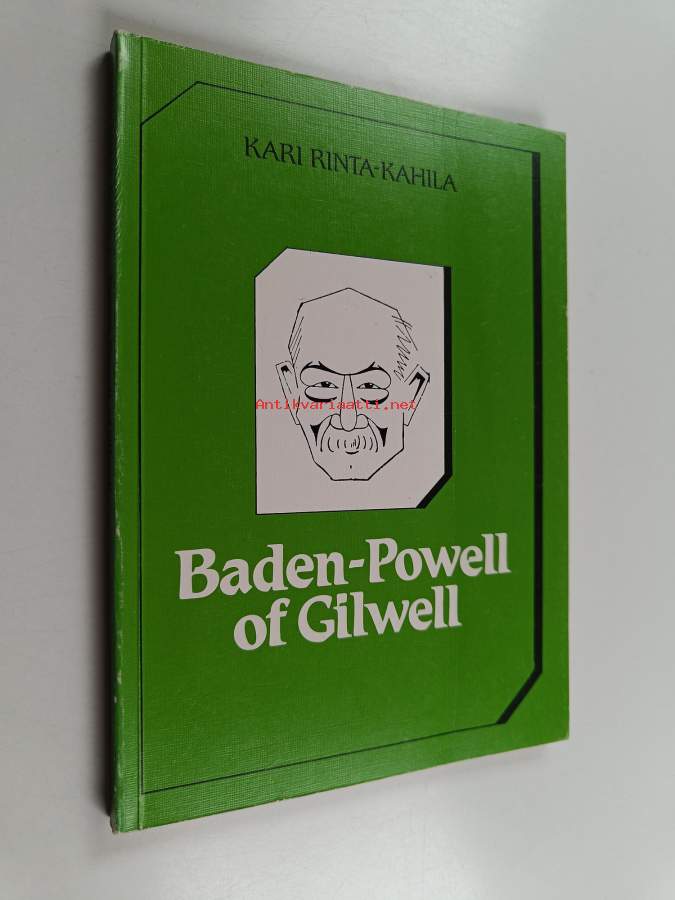 KARI RINTA-KAHILA
Antikvariaatti.net
Baden-Powell
of Gilwell